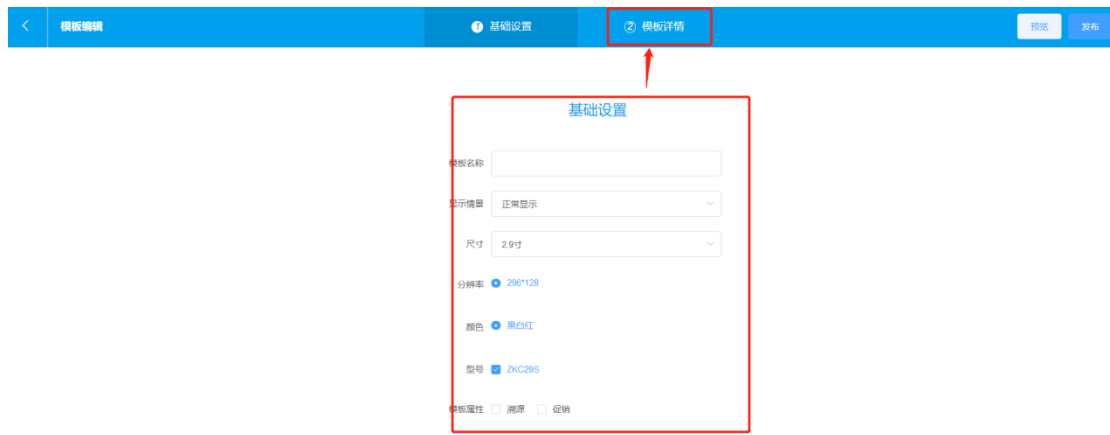 模板编辑
1 基础设置
② 模板详情
预览
发布
基础设置
模板名称
显示情景 正常显示
尺寸 2.9寸
分辨率 296*128
颜色 黑白红
型号 ZKC29S
模板属性 溯源 促销